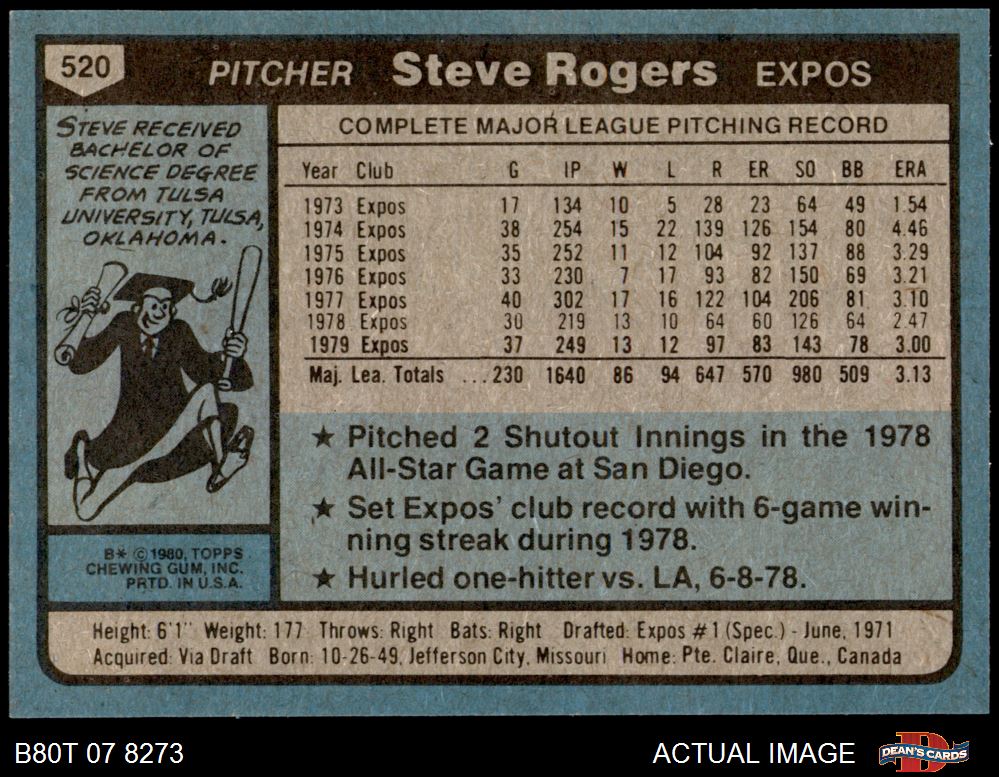 520 PITCHER Steve Rogers EXPOS
STEVE RECEIVED
BACHELOR OF
SCIENCE DEGREE
FROM TULSA
UNIVERSITY, TULSA,
OKLAHOMA.
B* © 1980, TOPPS
CHEWING GUM, INC.
PRTD. IN U.S.A.
COMPLETE MAJOR LEAGUE PITCHING RECORD
Year Club G IP W L R ER SO BB ERA
1973 Expos 17 134 10 5 28 23 64 49 1.54
1974 Expos 38 254 15 22 139 126 154 80 4.46
1975 Expos 35 252 11 12 104 92 137 88 3.29
1976 Expos 33 230 7 17 93 82 150 69 3.21
1977 Expos 40 302 17 16 122 104 206 81 3.10
1978 Expos 30 219 13 10 64 60 126 64 2.47
1979 Expos 37 249 13 12 97 83 143 78 3.00
Maj. Lea. Totals ...230 1640 86 94 647 570 980 509 3.13
★ Pitched 2 Shutout Innings in the 1978
All-Star Game at San Diego.
★ Set Expos' club record with 6-game win-
ning streak during 1978.
★ Hurled one-hitter vs. LA, 6-8-78.
Height: 6'1" Weight: 177 Throws: Right Bats: Right Drafted: Expos #1 (Spec.) - June, 1971
Acquired: Via Draft Born: 10-26-49, Jefferson City, Missouri Home: Pte. Claire, Que., Canada
B80T 07 8273 ACTUAL IMAGE DEAN'S CARDS